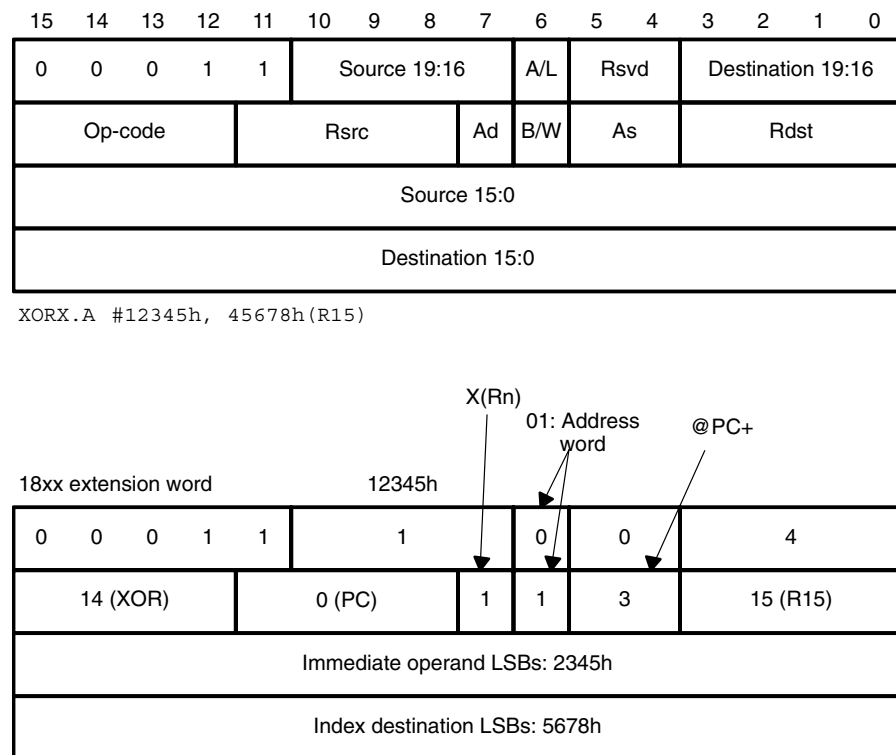 15 14 13 12 11 10 9 8 7 6 5 4 3 2 1 0
0 0 0 1 1 Source 19:16 A/L Rsvd Destination 19:16
Op-code Rsrc Ad B/W As Rdst
Source 15:0
Destination 15:0
XORX.A #12345h, 45678h(R15)
X(Rn)
01: Address
word
@PC+
18xx extension word 12345h
0 0 0 1 1 1 0 0 4
14 (XOR) 0 (PC) 1 1 3 15 (R15)
Immediate operand LSBs: 2345h
Index destination LSBs: 5678h